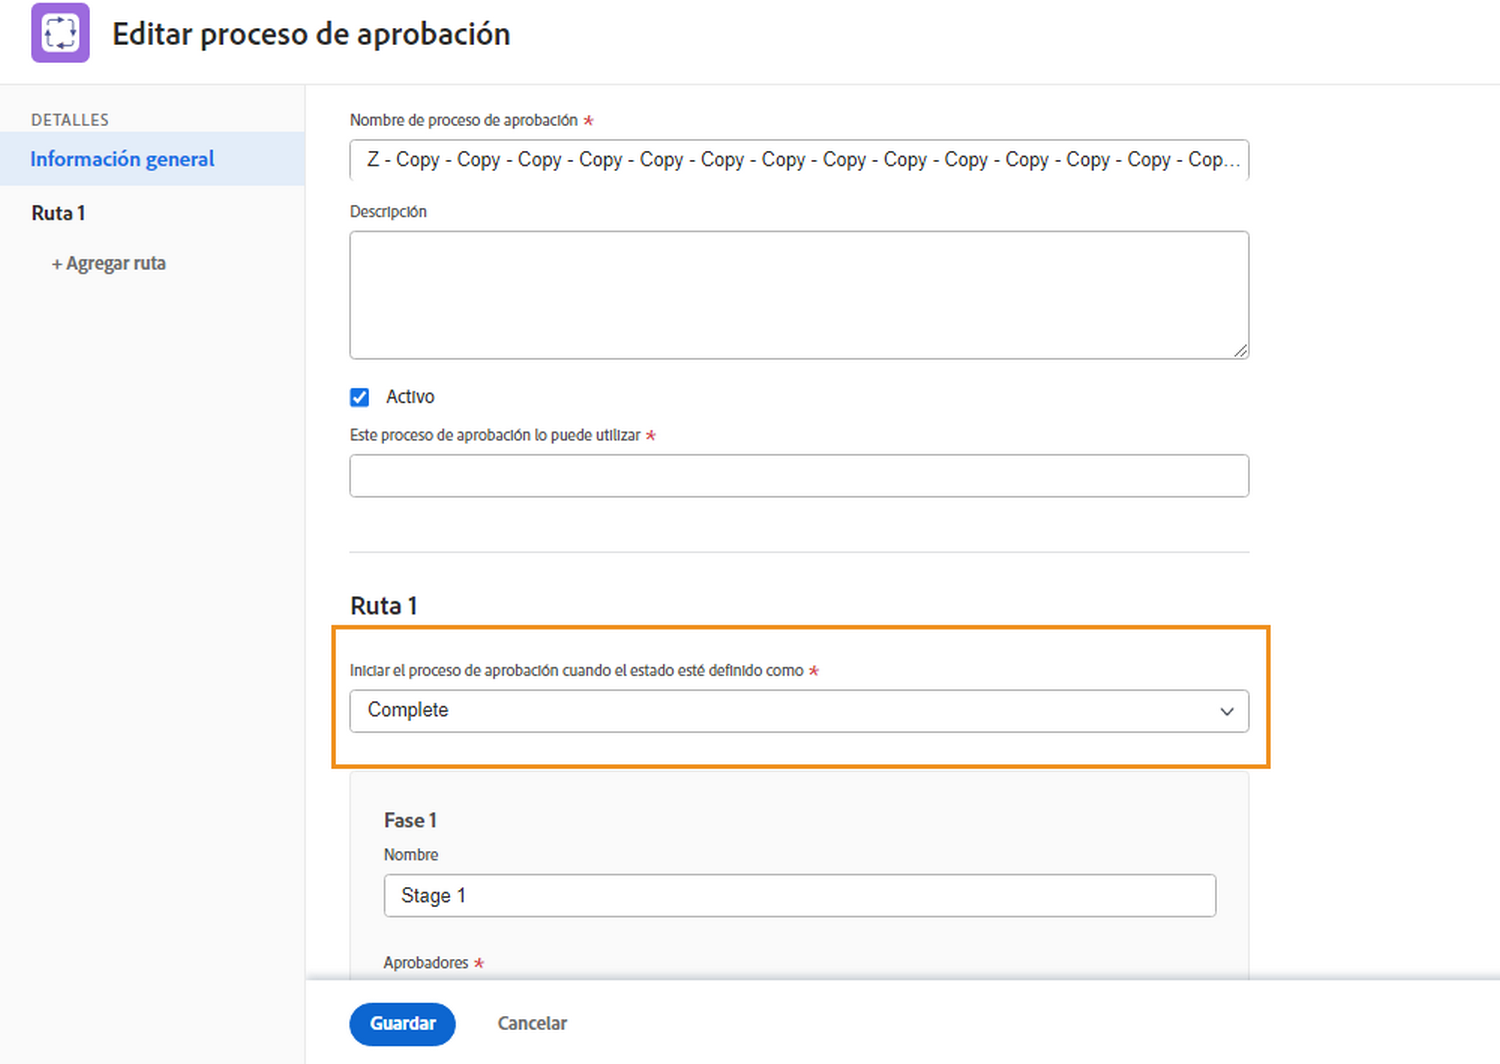 Editar proceso de aprobación
DETALLES
Información general
Ruta 1
+ Agregar ruta
Nombre de proceso de aprobación *
Z - Copy - Copy - Copy - Copy - Copy - Copy - Copy - Copy - Copy - Copy - Copy - Copy - Copy - Cop...
Descripción
Activo
Este proceso de aprobación lo puede utilizar *
Ruta 1
Iniciar el proceso de aprobación cuando el estado esté definido como *
Complete
Fase 1
Nombre
Stage 1
Aprobadores *
Guardar
Cancelar